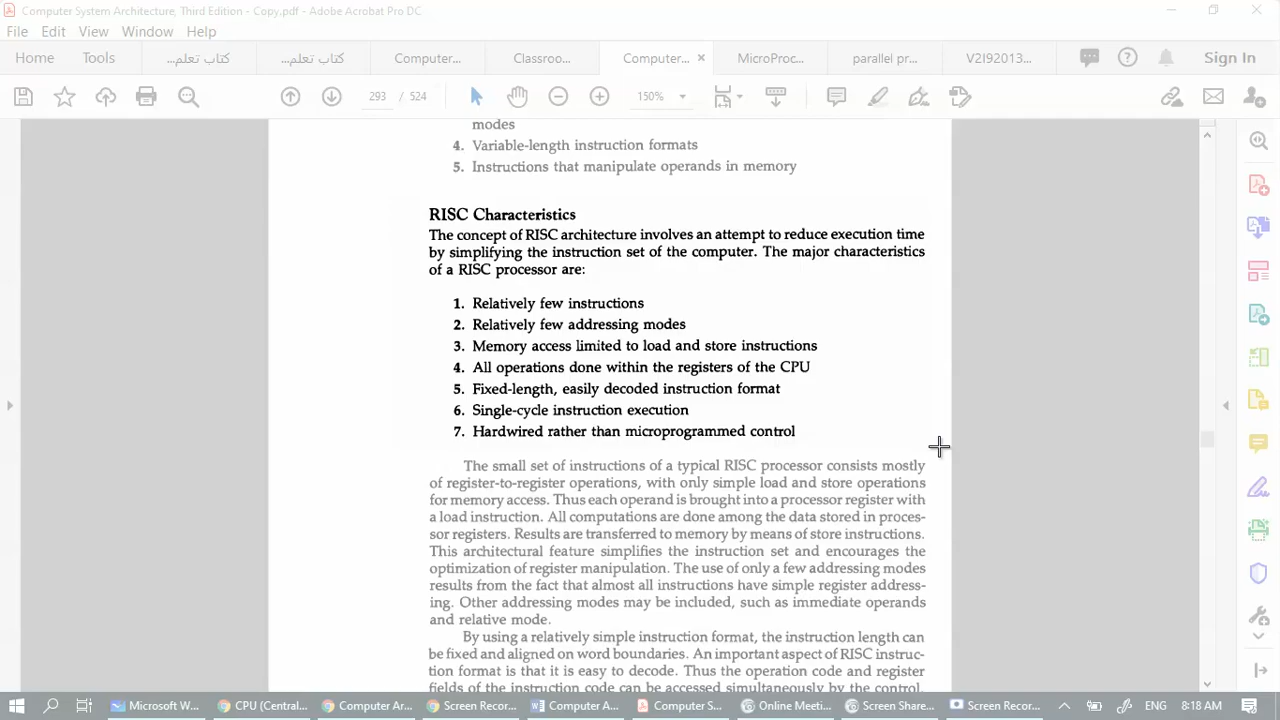 Computer System Architecture, Third Edition - Copy.pdf - Adobe Acrobat Pro DC
File Edit View Window Help
Home Tools كتاب تعلم... كتاب تعلم... Computer... Classroo... Computer... × MicroProc... parallel pr... V2I92013... Sign In
293 / 524 150%
modes
4. Variable-length instruction formats
5. Instructions that manipulate operands in memory
RISC Characteristics
The concept of RISC architecture involves an attempt to reduce execution time
by simplifying the instruction set of the computer. The major characteristics
of a RISC processor are:
1. Relatively few instructions
2. Relatively few addressing modes
3. Memory access limited to load and store instructions
4. All operations done within the registers of the CPU
5. Fixed-length, easily decoded instruction format
6. Single-cycle instruction execution
7. Hardwired rather than microprogrammed control
The small set of instructions of a typical RISC processor consists mostly
of register-to-register operations, with only simple load and store operations
for memory access. Thus each operand is brought into a processor register with
a load instruction. All computations are done among the data stored in proces-
sor registers. Results are transferred to memory by means of store instructions.
This architectural feature simplifies the instruction set and encourages the
optimization of register manipulation. The use of only a few addressing modes
results from the fact that almost all instructions have simple register address-
ing. Other addressing modes may be included, such as immediate operands
and relative mode.
By using a relatively simple instruction format, the instruction length can
be fixed and aligned on word boundaries. An important aspect of RISC instruc-
tion format is that it is easy to decode. Thus the operation code and register
fields of the instruction code can be accessed simultaneously by the control.
Microsoft W... CPU (Central... Computer Ar... Screen Recor... Computer A... Computer S... Online Meeti... Screen Share... Screen Recor... ENG 8:18 AM